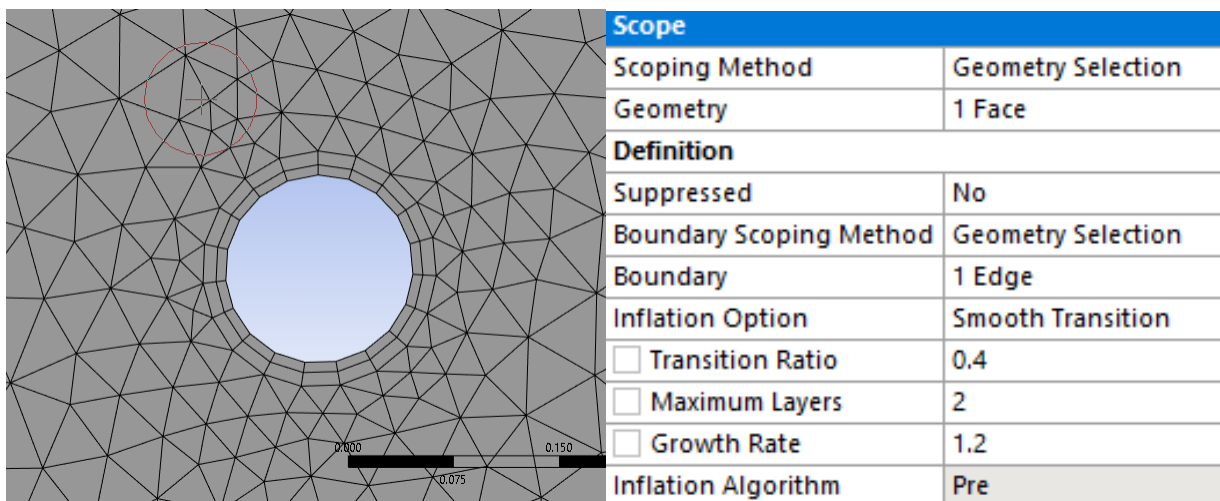 0.000 0.150
0.075
Scope
Scoping Method Geometry Selection
Geometry 1 Face
Definition
Suppressed No
Boundary Scoping Method Geometry Selection
Boundary 1 Edge
Inflation Option Smooth Transition
Transition Ratio 0.4
Maximum Layers 2
Growth Rate 1.2
Inflation Algorithm Pre